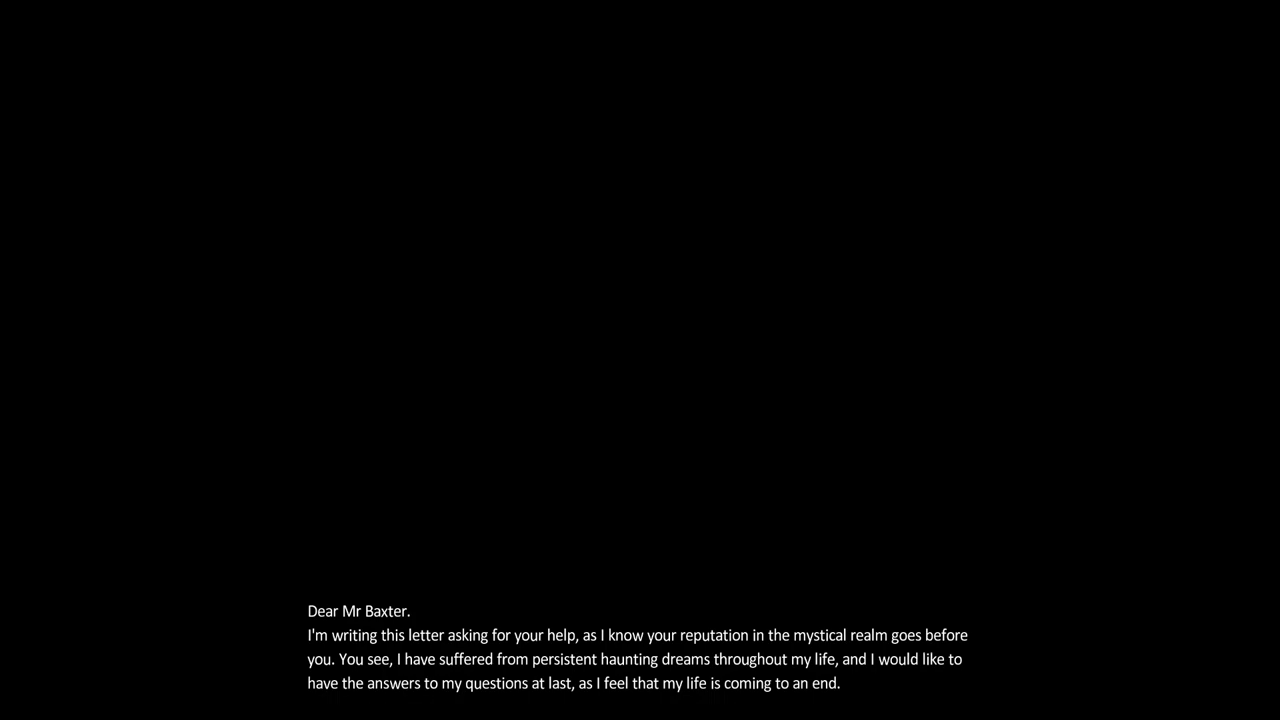 Dear Mr Baxter.
I'm writing this letter asking for your help, as I know your reputation in the mystical realm goes before
you. You see, I have suffered from persistent haunting dreams throughout my life, and I would like to
have the answers to my questions at last, as I feel that my life is coming to an end.